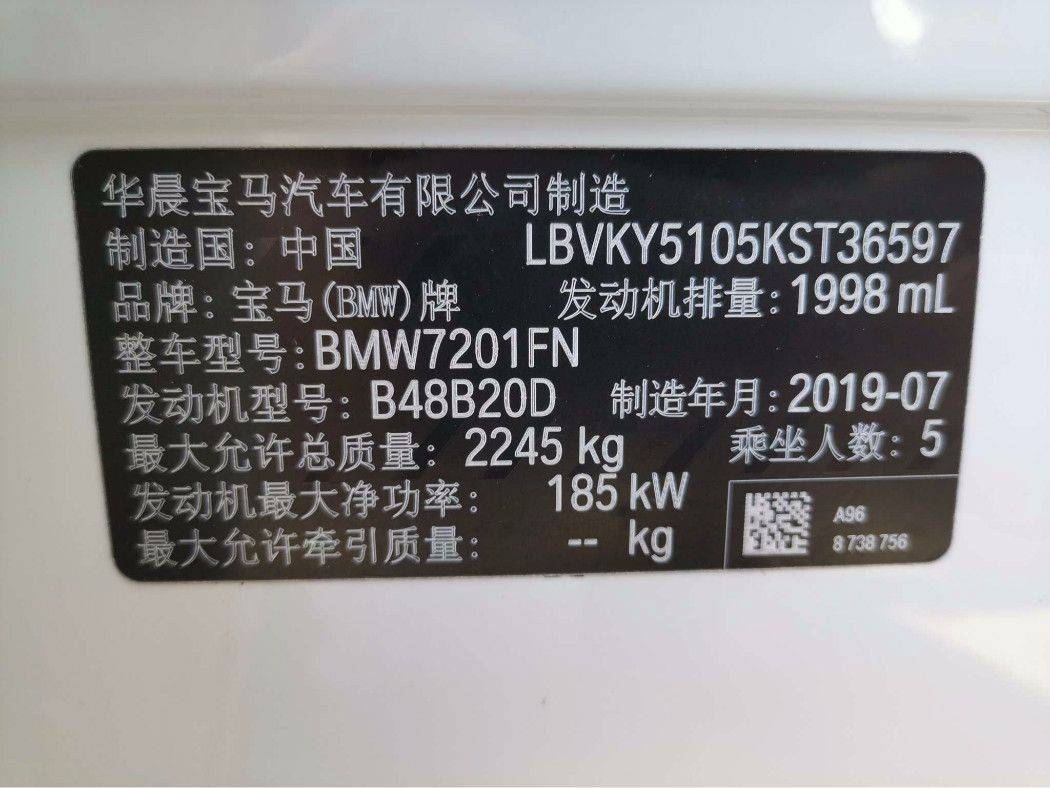 华晨宝马汽车有限公司制造
制造国：中国 LBVKY5105KST36597
品牌：宝马(BMW)牌 发动机排量：1998 mL
整车型号：BMW7201FN
发动机型号：B48B20D 制造年月：2019-07
最大允许总质量：2245 kg 乘坐人数：5
发动机最大净功率：185 kW
最大允许牵引质量：-- kg
A96
8 738 756